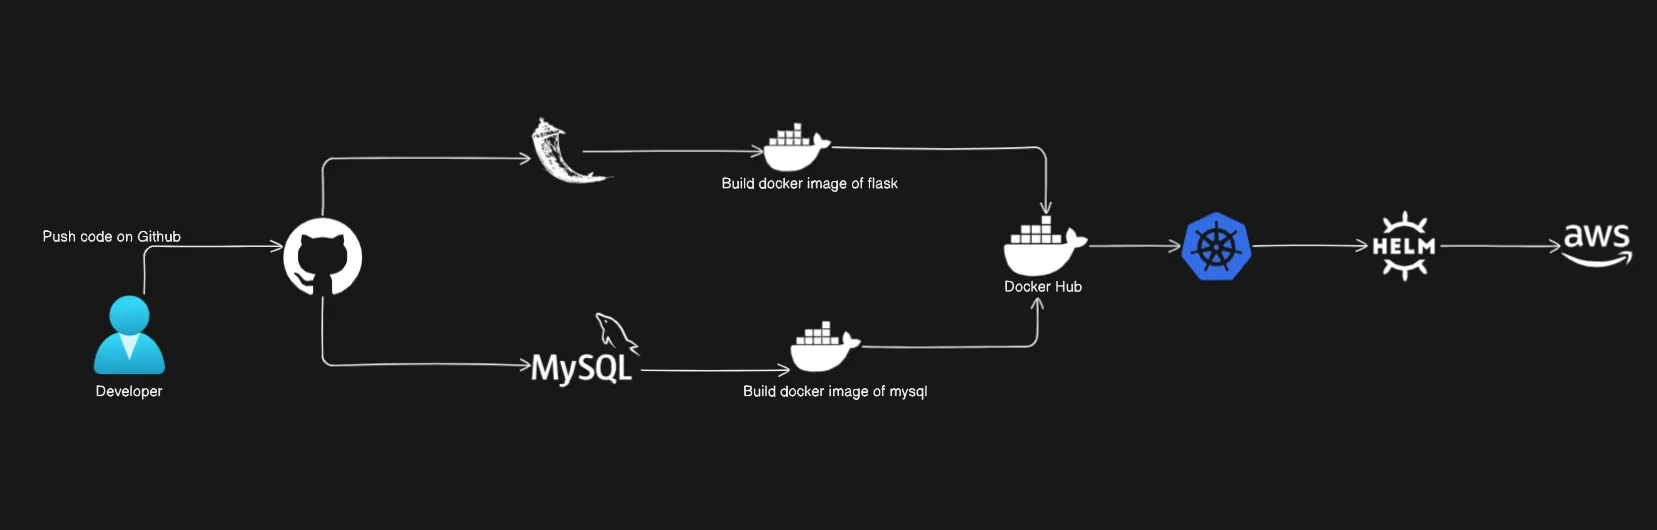 Push code on Github
Developer
MySQL
Build docker image of flask
Build docker image of mysql
Docker Hub
HELM
aws